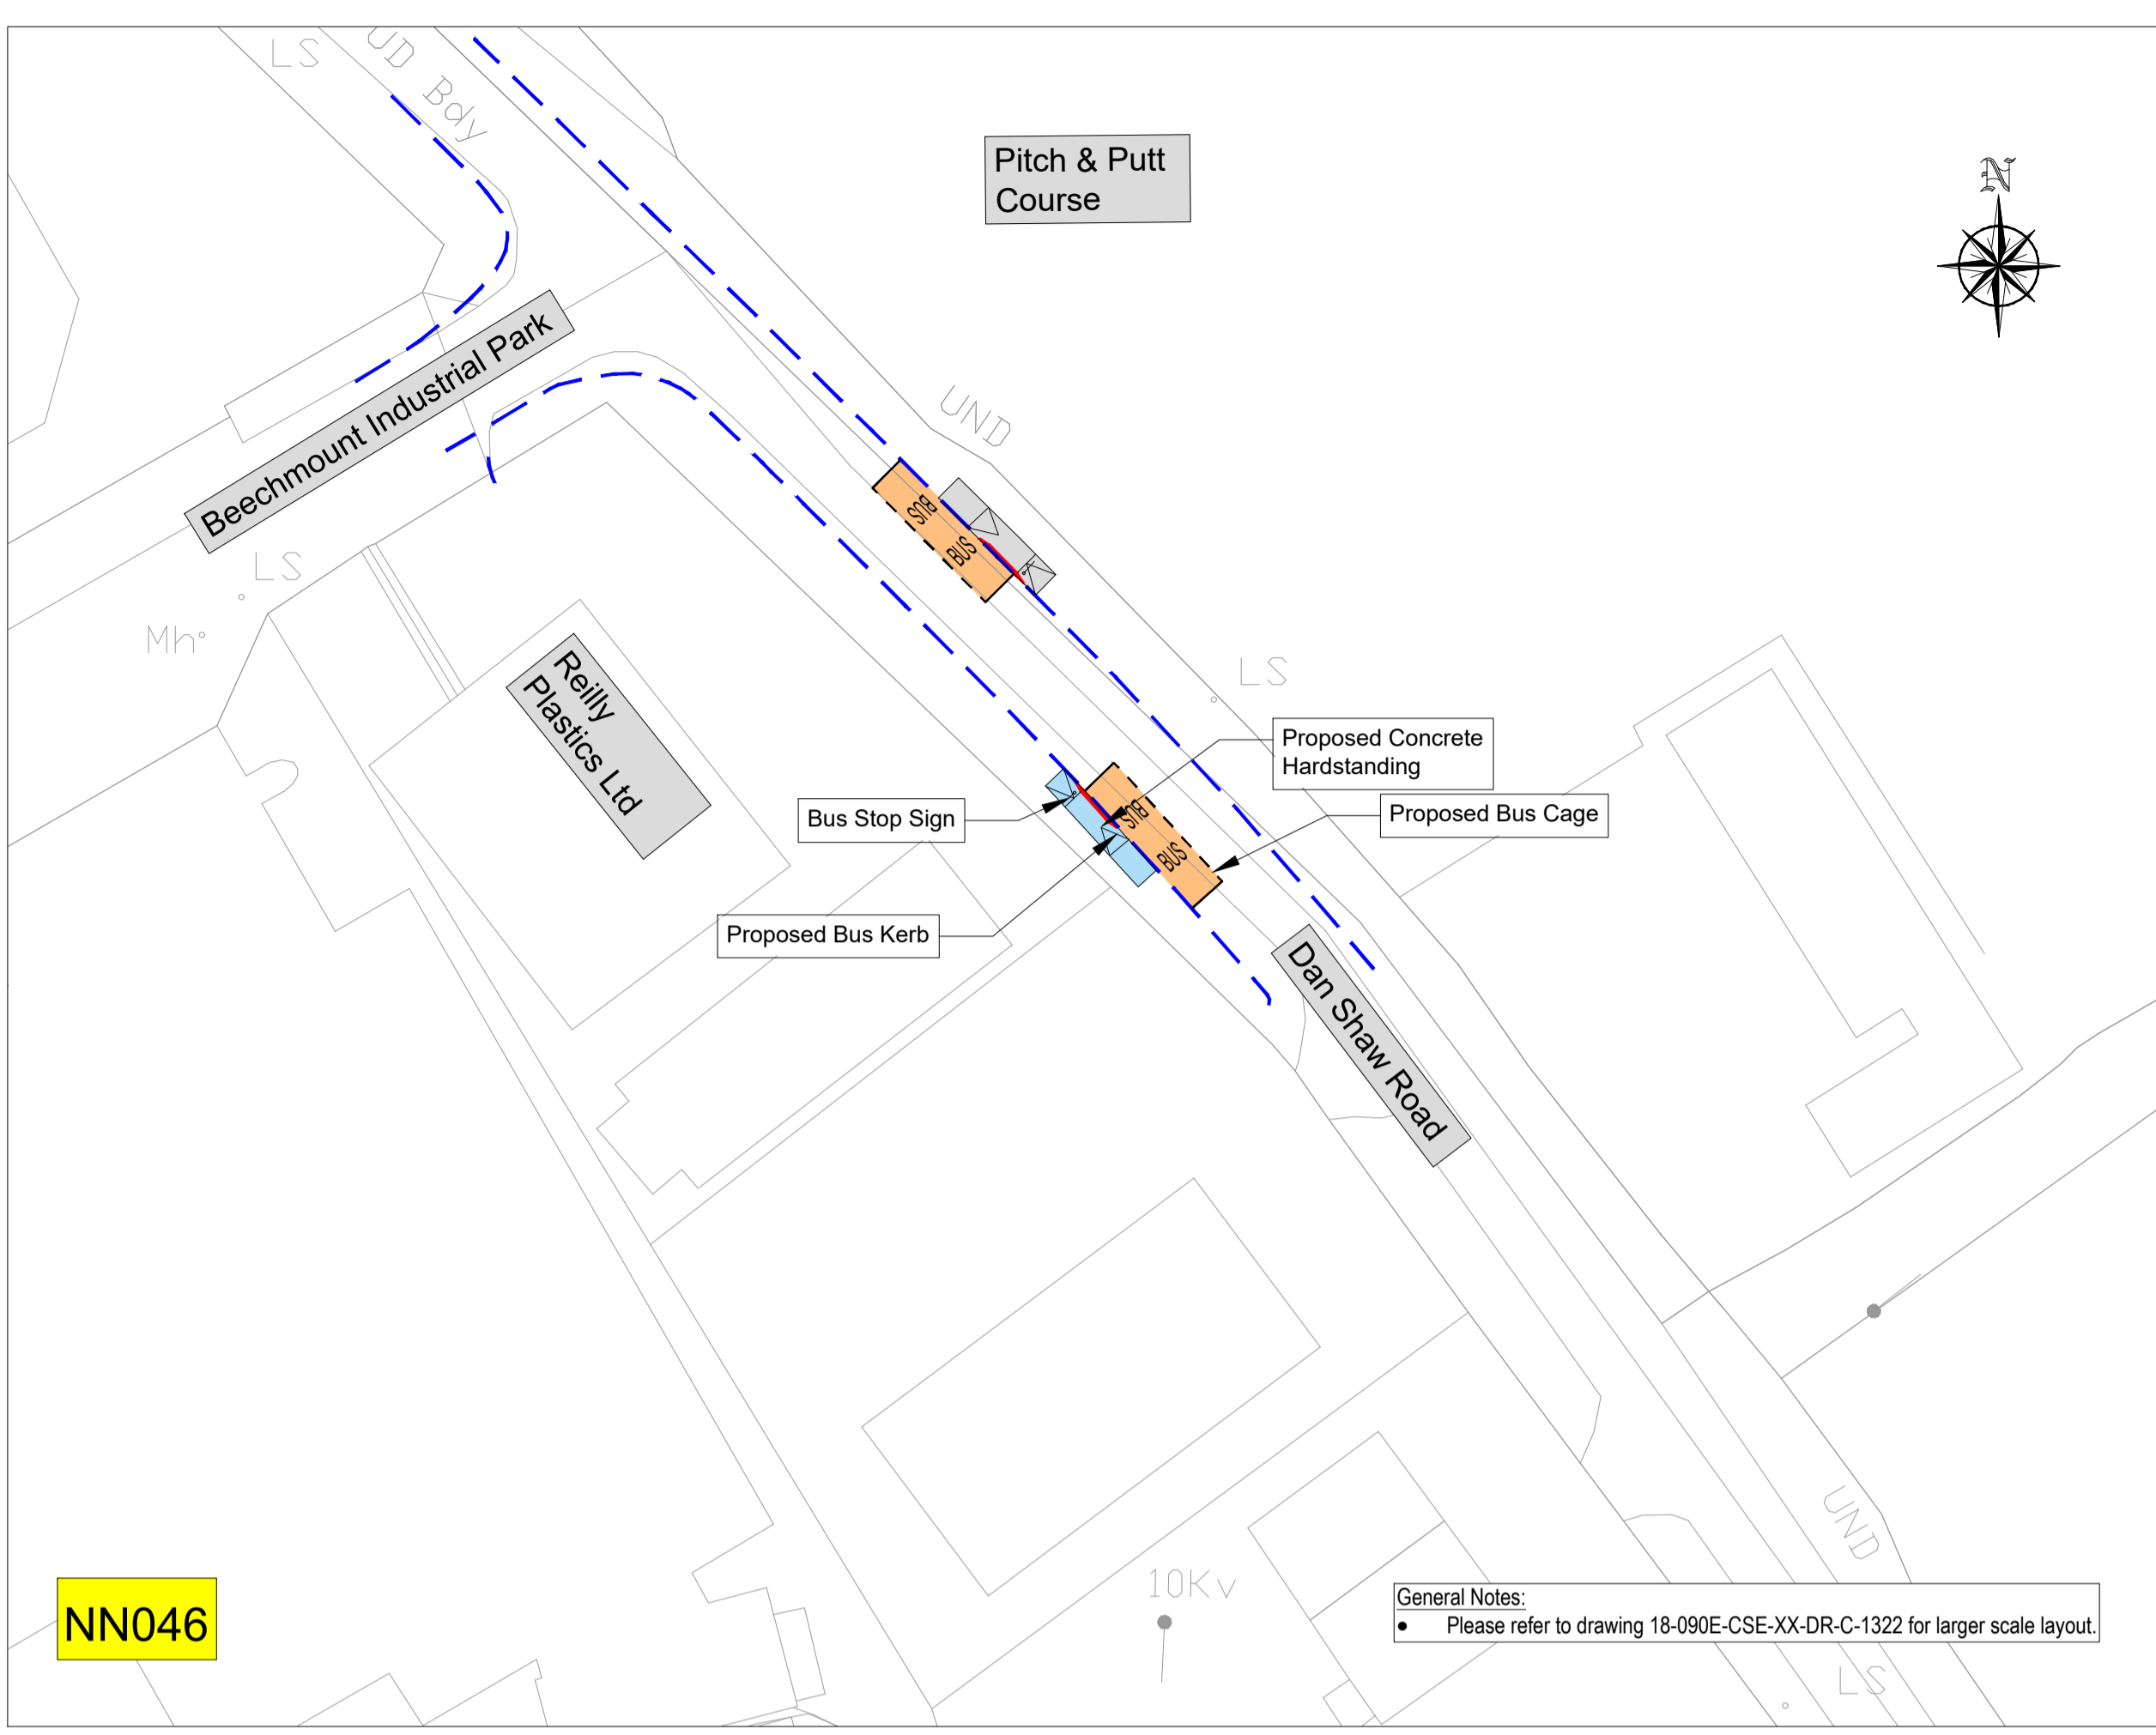 LS
UD Bdy
Pitch & Putt
Course
N
Beechmount Industrial Park
UND
BUS
BUS
LS
Mh
Reilly
Plastics Ltd
LS
Proposed Concrete
Hardstanding
Bus Stop Sign
Proposed Bus Cage
BUS
BUS
Proposed Bus Kerb
Dan Shaw Road
UND
10Kv
NN046
General Notes:
● Please refer to drawing 18-090E-CSE-XX-DR-C-1322 for larger scale layout.
LS